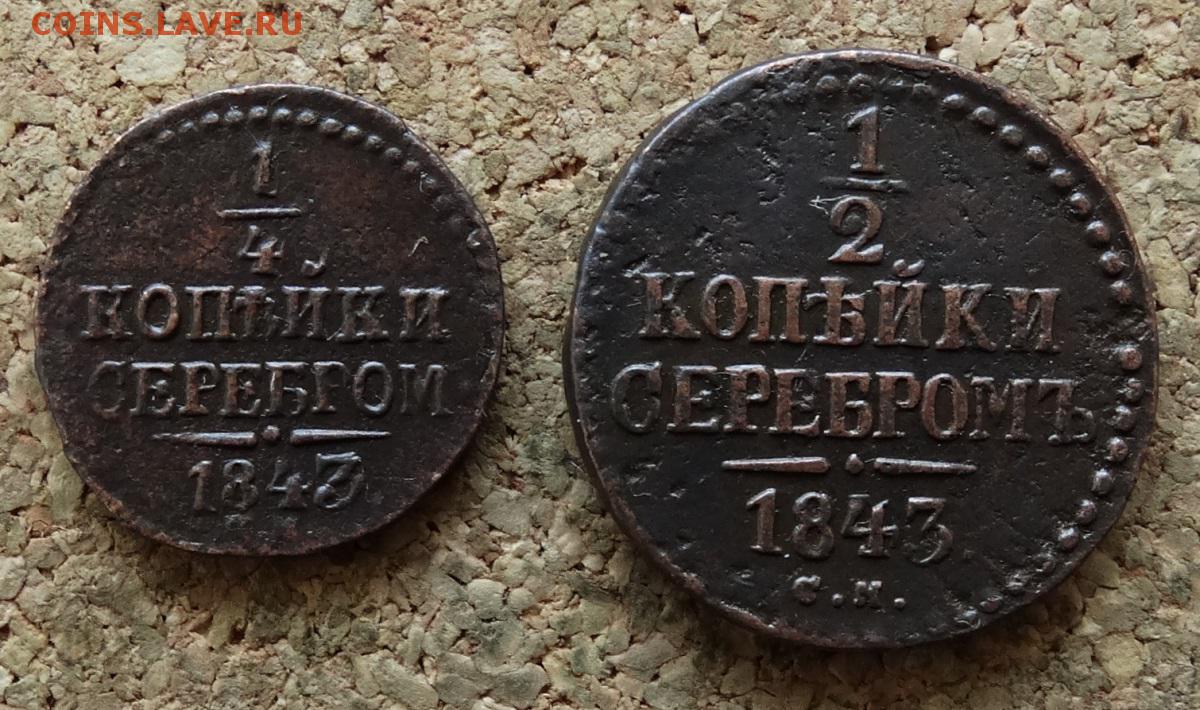 COINS.LAVE.RU
1
4
КОПѢЙКИ
СЕРЕБРОМ
1843
1
2
КОПѢЙКИ
СЕРЕБРОМЪ
1843
С.М.